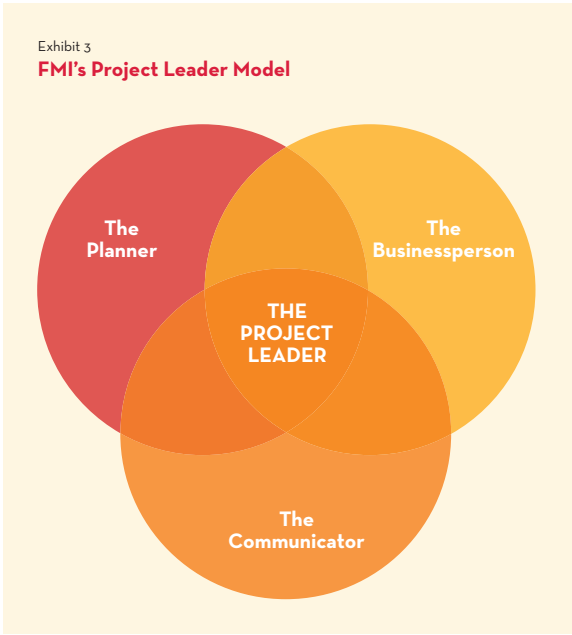 Exhibit 3
FMI’s Project Leader Model
The
Planner
The
Businessperson
THE
PROJECT
LEADER
The
Communicator